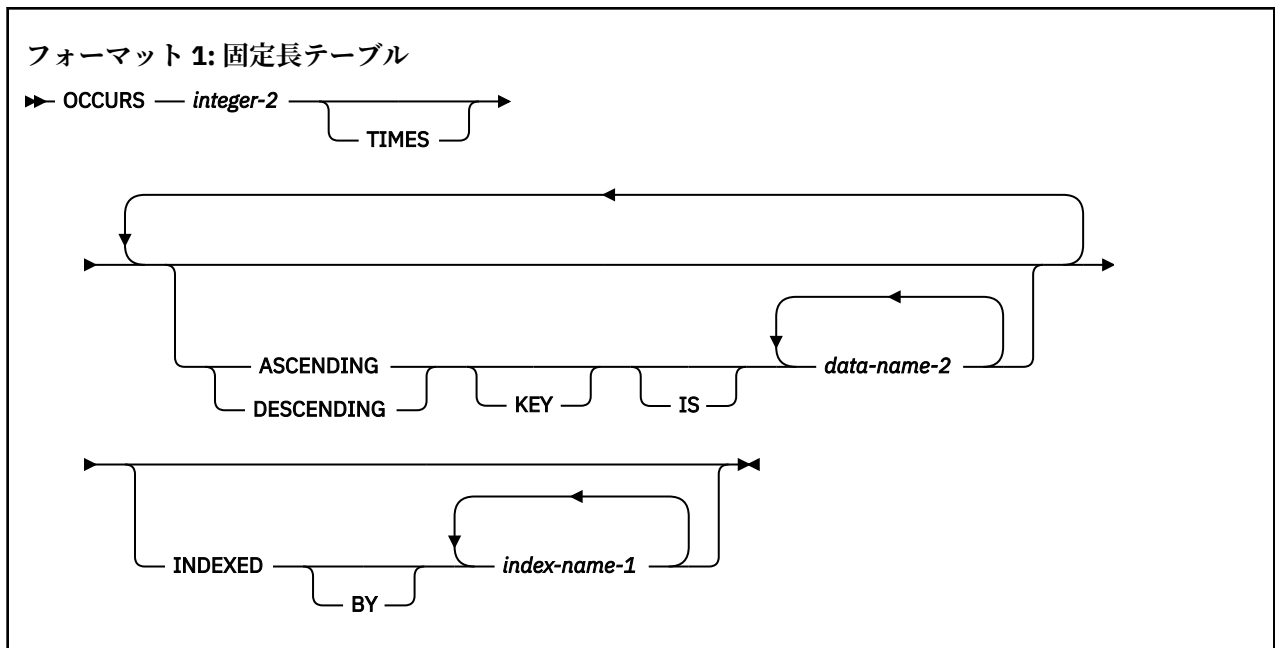 フォーマット 1: 固定長テーブル
OCCURS integer-2
TIMES
ASCENDING data-name-2
DESCENDING KEY IS
INDEXED index-name-1
BY